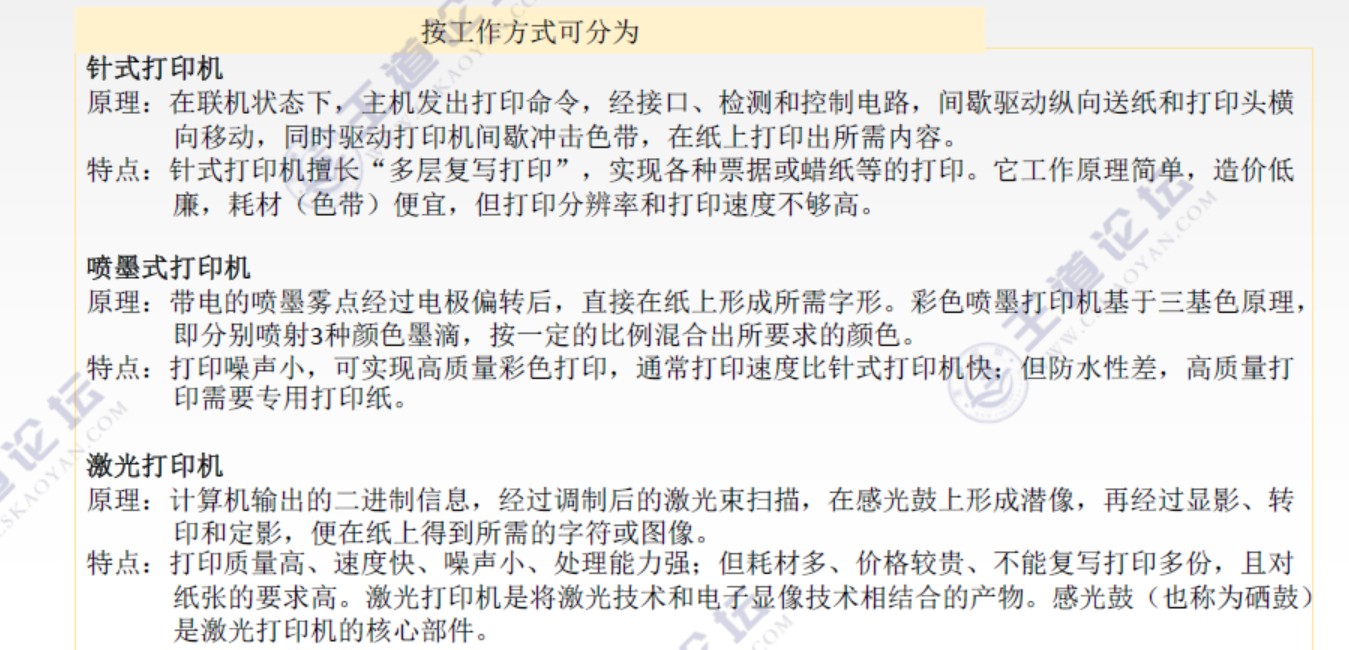 按工作方式可分为
针式打印机
原理：在联机状态下，主机发出打印命令，经接口、检测和控制电路，间歇驱动纵向送纸和打印头横
向移动，同时驱动打印机间歇冲击色带，在纸上打印出所需内容。
特点：针式打印机擅长“多层复写打印”，实现各种票据或蜡纸等的打印。它工作原理简单，造价低
廉，耗材（色带）便宜，但打印分辨率和打印速度不够高。
喷墨式打印机
原理：带电的喷墨雾点经过电极偏转后，直接在纸上形成所需字形。彩色喷墨打印机基于三基色原理，
即分别喷射3种颜色墨滴，按一定的比例混合出所要求的颜色。
特点：打印噪声小，可实现高质量彩色打印，通常打印速度比针式打印机快；但防水性差，高质量打
印需要专用打印纸。
激光打印机
原理：计算机输出的二进制信息，经过调制后的激光束扫描，在感光鼓上形成潜像，再经过显影、转
印和定影，便在纸上得到所需的字符或图像。
特点：打印质量高、速度快、噪声小、处理能力强；但耗材多、价格较贵、不能复写打印多份，且对
纸张的要求高。激光打印机是将激光技术和电子显像技术相结合的产物。感光鼓（也称为硒鼓）
是激光打印机的核心部件。
王道论坛
WWW.CSKAOYAN.COM